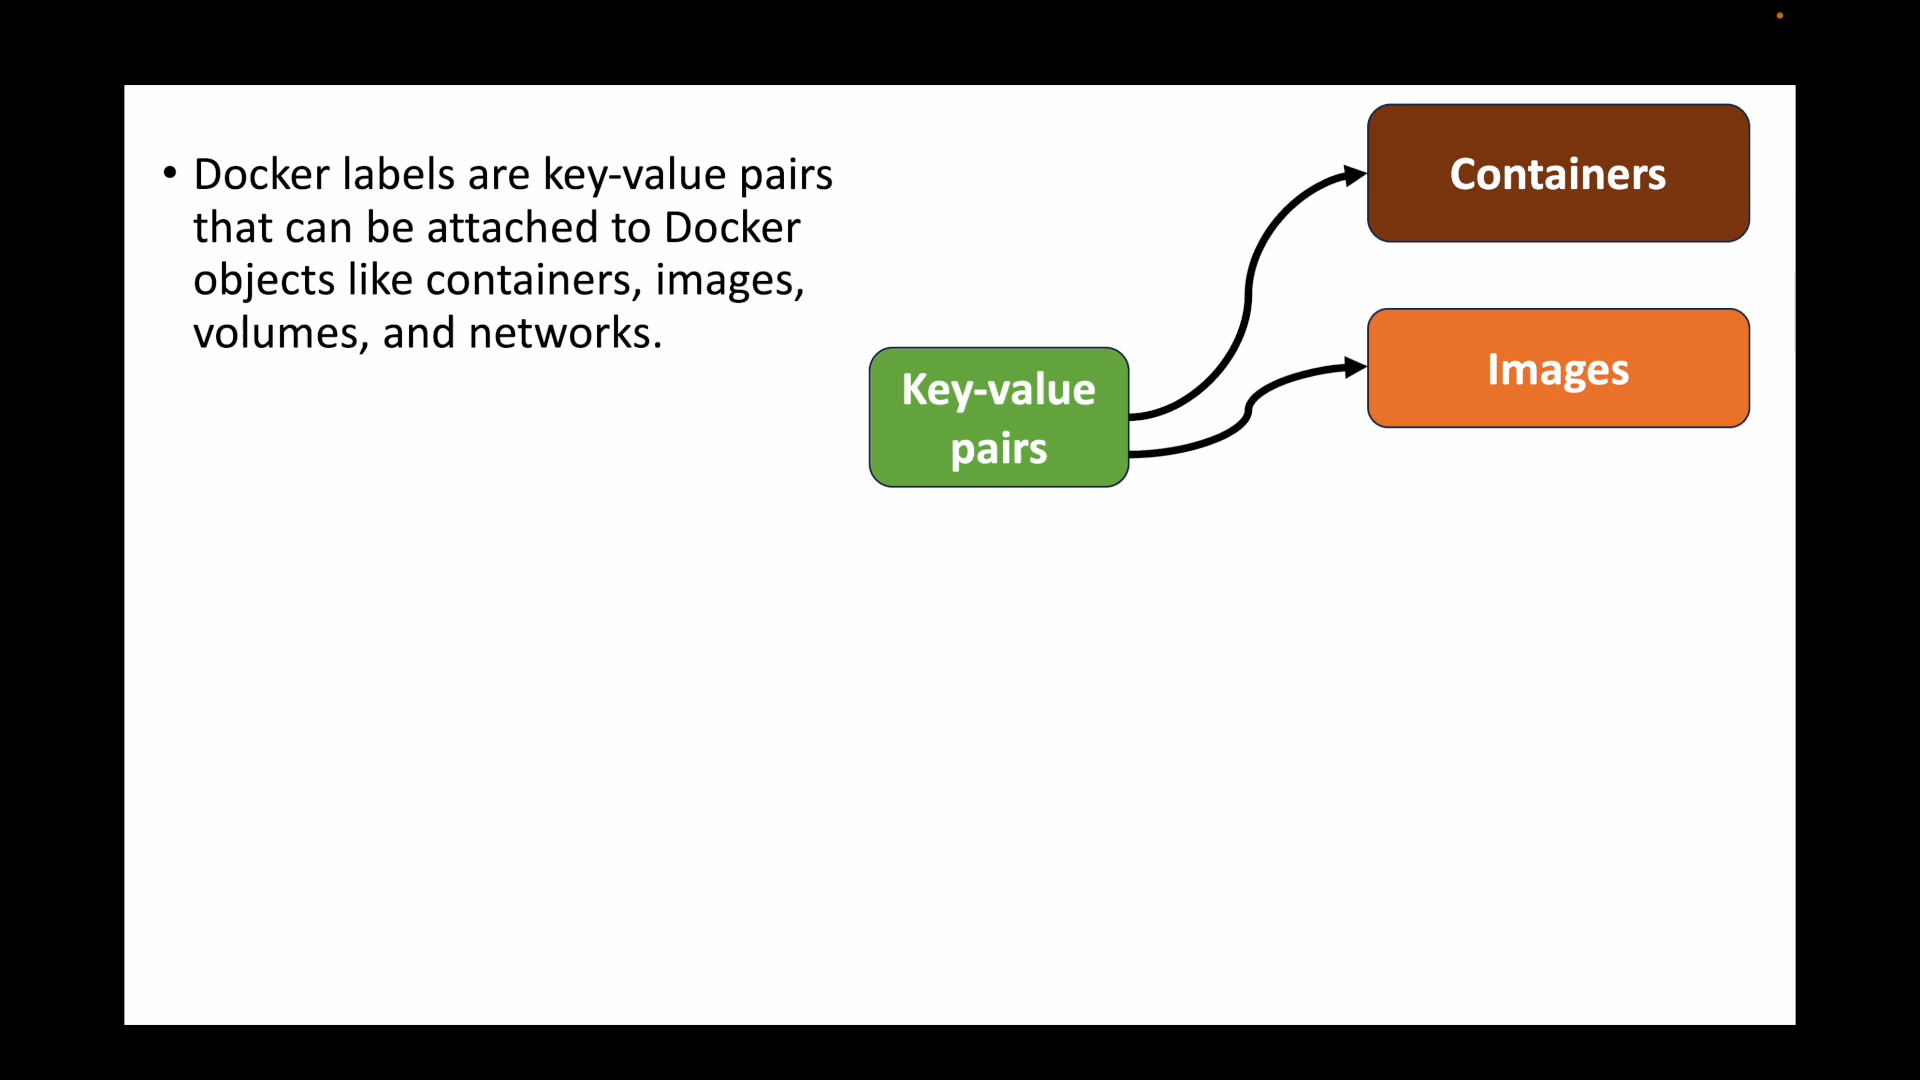 • Docker labels are key-value pairs
that can be attached to Docker
objects like containers, images,
volumes, and networks.
Key-value
pairs
Containers
Images